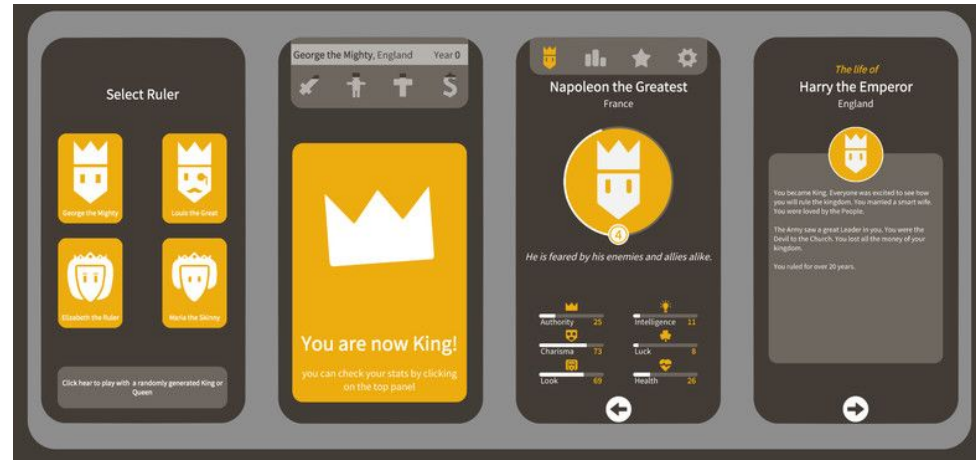 Select Ruler
George the Mighty
Louis the Great
Elizabeth the Ruler
Maria the Skinny
Click hear to play with a randomly generated King or
Queen
George the Mighty, England Year 0
$
You are now King!
you can check your stats by clicking
on the top panel
Napoleon the Greatest
France
4
He is feared by his enemies and allies alike.
Authority 25
Intelligence 11
Charisma 73
Luck 8
Look 69
Health 26
The life of
Harry the Emperor
England
You became King. Everyone was excited to see how
you will rule the kingdom. You married a smart wife.
You were loved by the People.
The Army saw a great Leader in you. You were the
Devil to the Church. You lost all the money of your
kingdom.
You ruled for over 20 years.